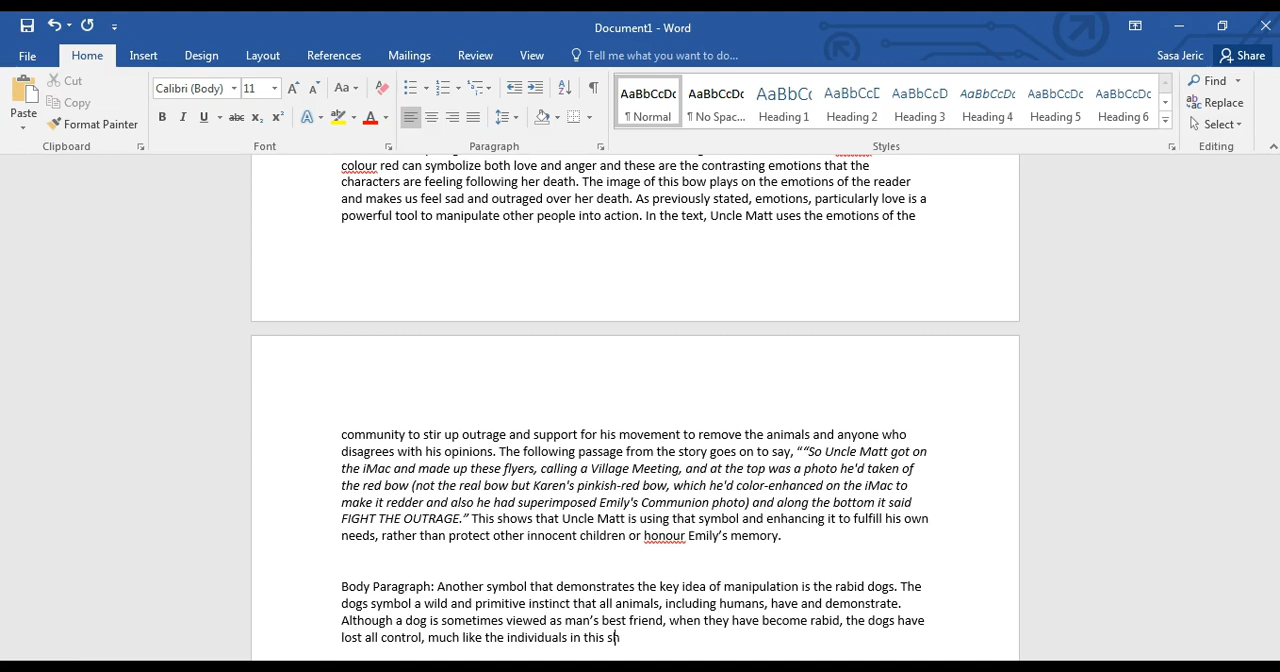 Document1 - Word
File Home Insert Design Layout References Mailings Review View Tell me what you want to do... Sasa Jeric Share
Paste Cut Copy Format Painter
Calibri (Body) 11
AaBbCcDc AaBbCcDc AaBbCc AaBbCcD AaBbCcD AaBbCcDc AaBbCcDc AaBbCcDc
¶ Normal ¶ No Spac... Heading 1 Heading 2 Heading 3 Heading 4 Heading 5 Heading 6
Find Replace Select
Clipboard Font Paragraph Styles Editing
colour red can symbolize both love and anger and these are the contrasting emotions that the
characters are feeling following her death. The image of this bow plays on the emotions of the reader
and makes us feel sad and outraged over her death. As previously stated, emotions, particularly love is a
powerful tool to manipulate other people into action. In the text, Uncle Matt uses the emotions of the
community to stir up outrage and support for his movement to remove the animals and anyone who
disagrees with his opinions. The following passage from the story goes on to say, "“So Uncle Matt got on
the iMac and made up these flyers, calling a Village Meeting, and at the top was a photo he'd taken of
the red bow (not the real bow but Karen's pinkish-red bow, which he'd color-enhanced on the iMac to
make it redder and also he had superimposed Emily's Communion photo) and along the bottom it said
FIGHT THE OUTRAGE.” This shows that Uncle Matt is using that symbol and enhancing it to fulfill his own
needs, rather than protect other innocent children or honour Emily’s memory.
Body Paragraph: Another symbol that demonstrates the key idea of manipulation is the rabid dogs. The
dogs symbol a wild and primitive instinct that all animals, including humans, have and demonstrate.
Although a dog is sometimes viewed as man’s best friend, when they have become rabid, the dogs have
lost all control, much like the individuals in this sh